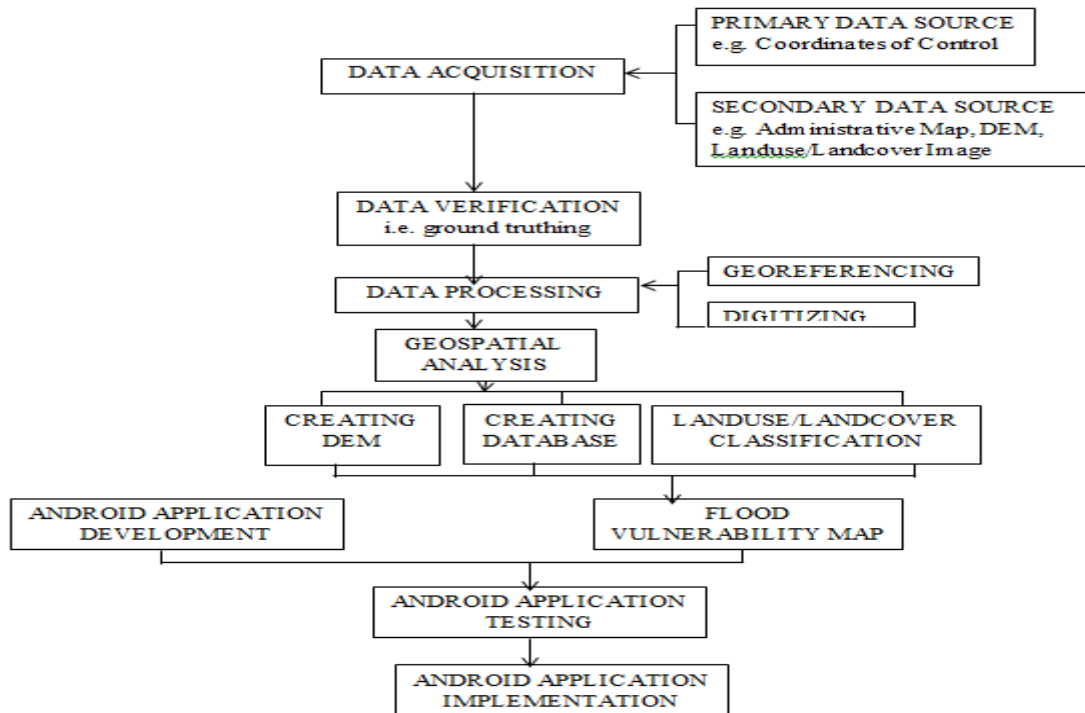 PRIMARY DATA SOURCE
e.g. Coordinates of Control
DATA ACQUISITION
SECONDARY DATA SOURCE
e.g. Administrative Map, DEM,
Landuse/Landcover Image
DATA VERIFICATION
i.e. ground truthing
GEOREFERENCING
DATA PROCESSING
DIGITIZING
GEOSPATIAL
ANALYSIS
CREATING
DEM
CREATING
DATABASE
LANDUSE/LANDCOVER
CLASSIFICATION
ANDROID APPLICATION
DEVELOPMENT
FLOOD
VULNERABILITY MAP
ANDROID APPLICATION
TESTING
ANDROID APPLICATION
IMPLEMENTATION